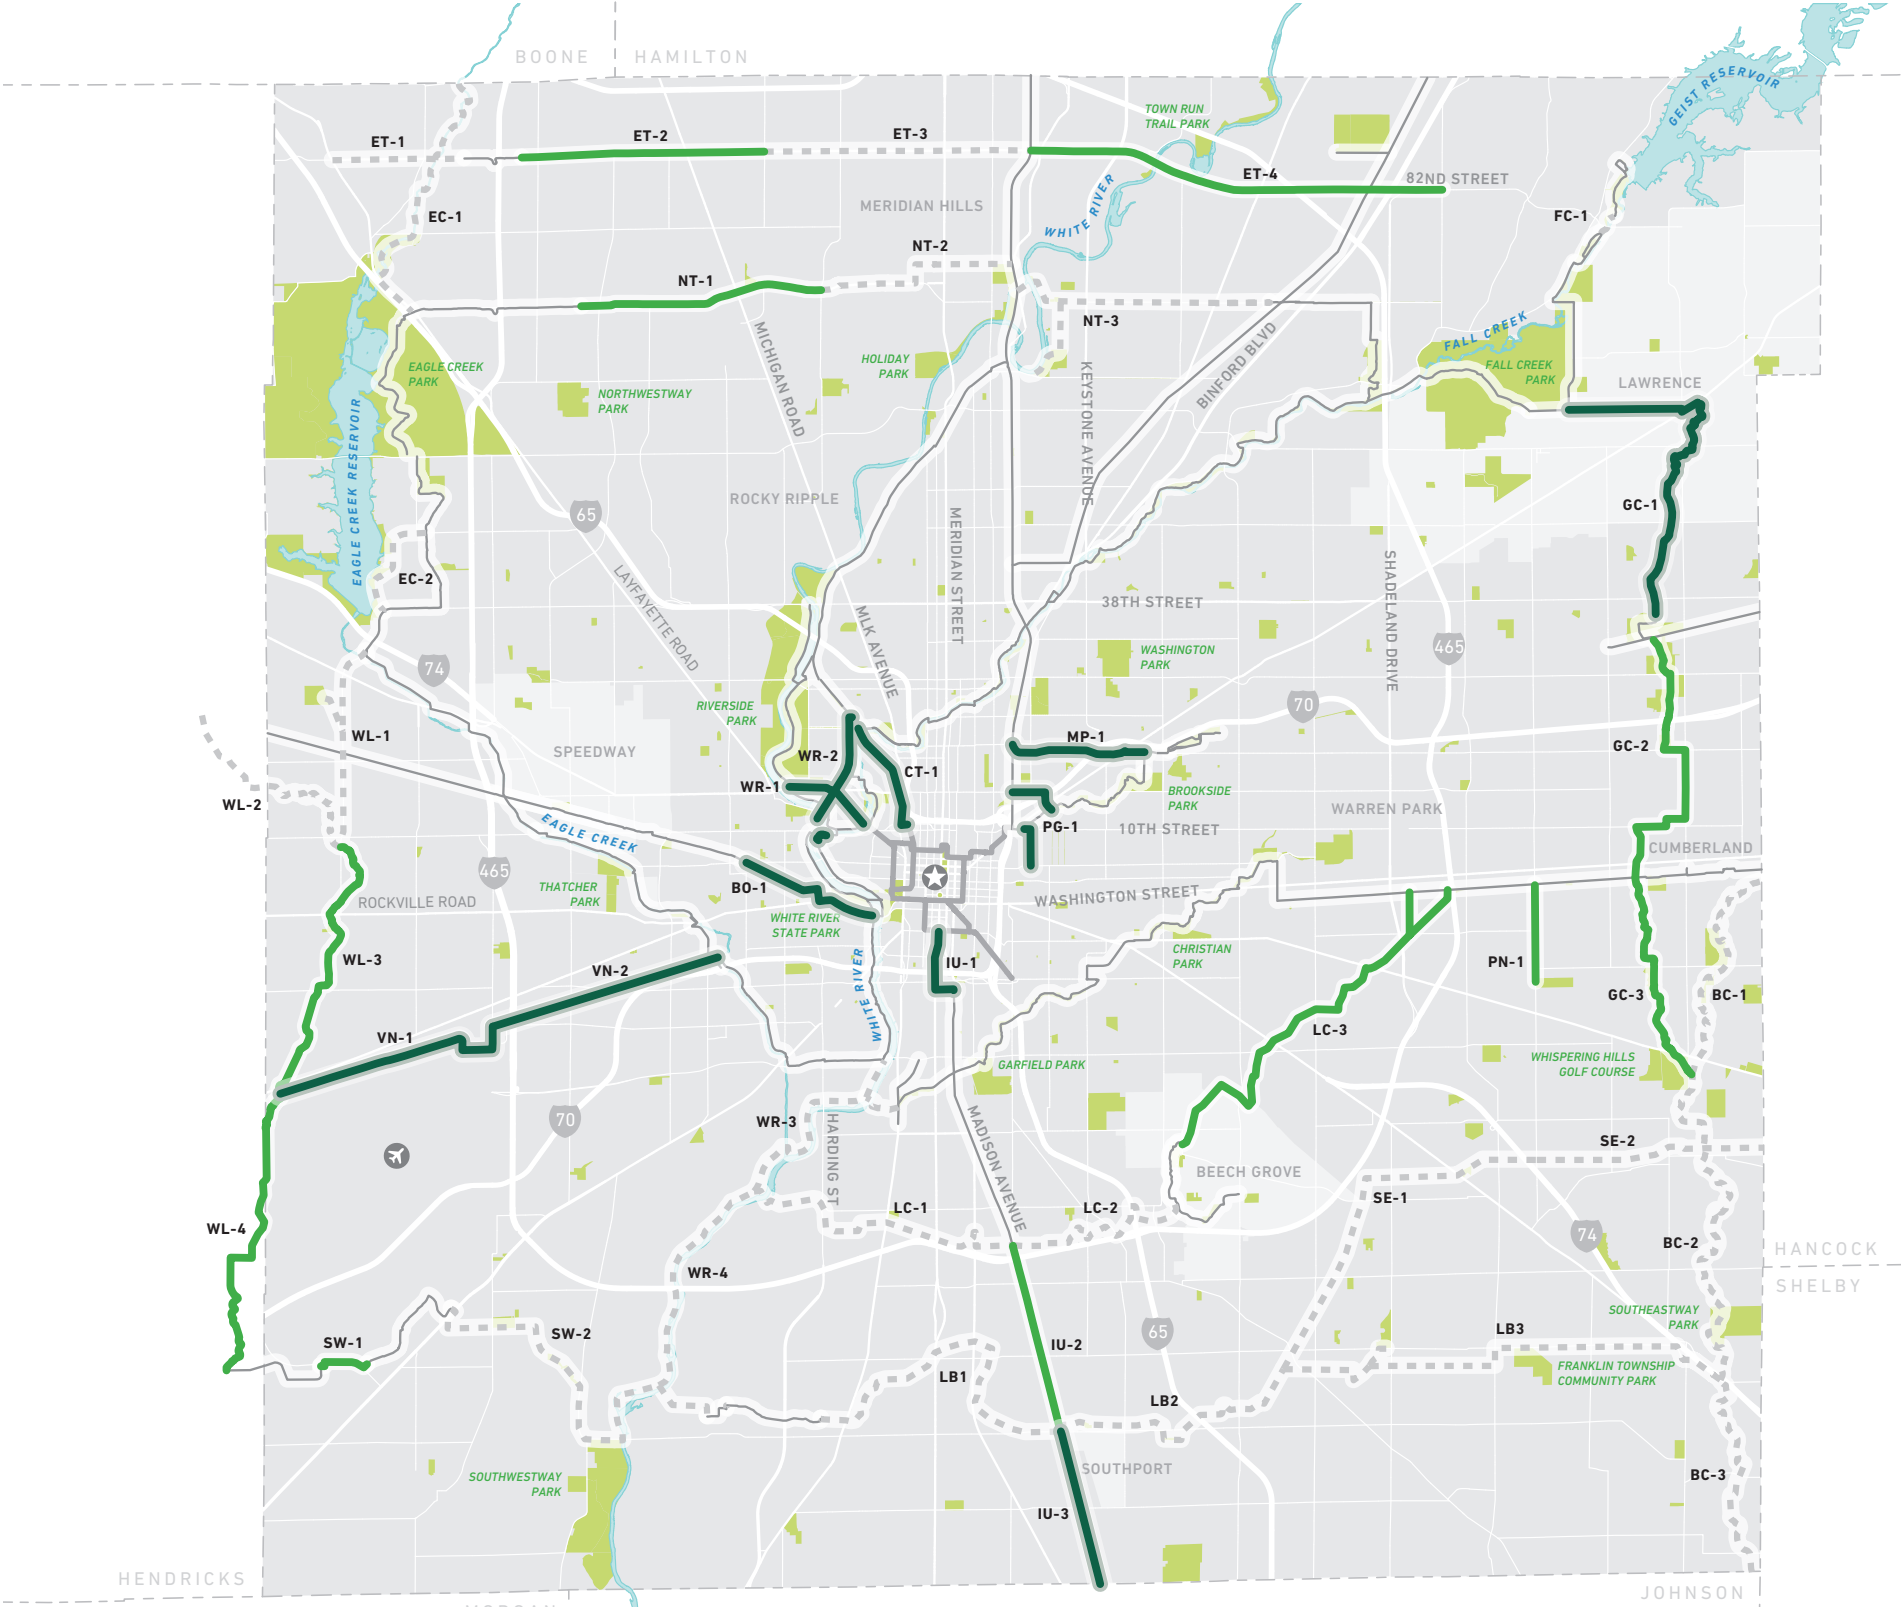 BOONE
HAMILTON
GEIST RESERVOIR
TOWN RUN
TRAIL PARK
ET-1
ET-2
ET-3
ET-4
82ND STREET
EC-1
MERIDIAN HILLS
WHITE RIVER
FC-1
NT-2
NT-1
NT-3
MICHIGAN ROAD
HOLIDAY
PARK
KEYSTONE AVENUE
BINFORD BLVD
FALL CREEK
FALL CREEK
PARK
LAWRENCE
EAGLE CREEK
PARK
NORTHWESTWAY
PARK
EAGLE CREEK RESERVOIR
ROCKY RIPPLE
65
MERIDIAN STREET
GC-1
EC-2
LAYFAYETTE ROAD
MLK AVENUE
38TH STREET
SHADELAND DRIVE
465
WASHINGTON
PARK
74
RIVERSIDE
PARK
70
WL-1
SPEEDWAY
WR-2
MP-1
GC-2
CT-1
WR-1
WL-2
BROOKSIDE
PARK
WARREN PARK
EAGLE CREEK
PG-1
10TH STREET
CUMBERLAND
465
THATCHER
PARK
BO-1
WASHINGTON STREET
ROCKVILLE ROAD
WHITE RIVER
STATE PARK
CHRISTIAN
PARK
WL-3
VN-2
WHITE RIVER
IU-1
PN-1
GC-3
BC-1
VN-1
LC-3
GARFIELD PARK
WHISPERING HILLS
GOLF COURSE
70
WR-3
HARDING ST
MADISON AVENUE
SE-2
BEECH GROVE
SE-1
WL-4
LC-1
LC-2
74
BC-2
HANCOCK
SHELBY
WR-4
SOUTHEASTWAY
PARK
SW-1
SW-2
65
IU-2
LB3
LB1
FRANKLIN TOWNSHIP
COMMUNITY PARK
LB2
SOUTHPORT
SOUTHWESTWAY
PARK
BC-3
IU-3
HENDRICKS
JOHNSON
MORGAN